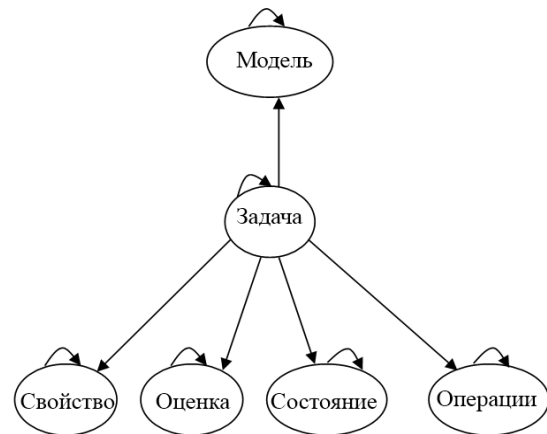 Модель
Задача
Свойство
Оценка
Состояние
Операции